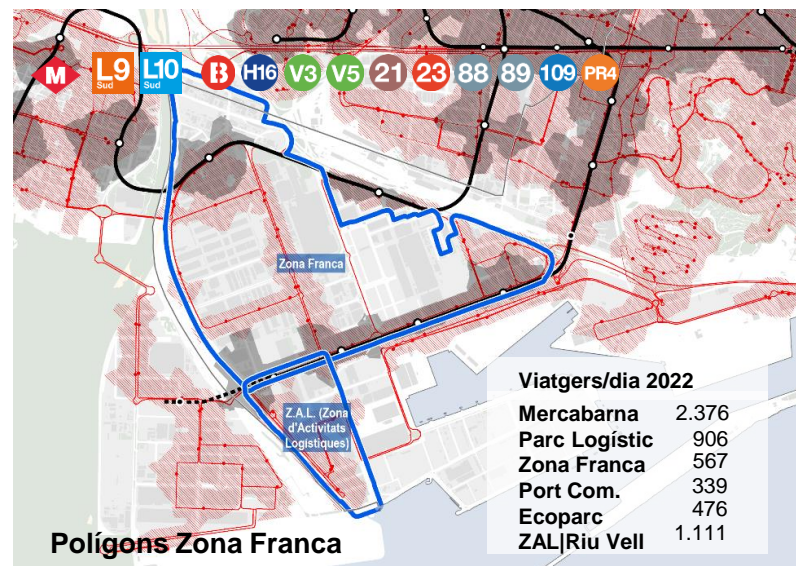 M L9 Sud L10 Sud B H16 V3 V5 21 23 88 89 109 PR4
Zona Franca
Z.A.L. (Zona
d'Activitats
Logístiques)
Viatgers/dia 2022
Mercabarna 2.376
Parc Logístic 906
Zona Franca 567
Port Com. 339
Ecoparc 476
ZAL|Riu Vell 1.111
Polígons Zona Franca